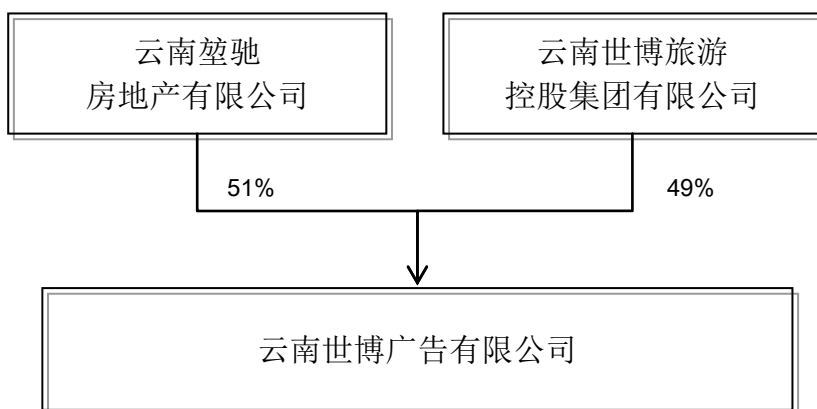 云南堃驰
房地产有限公司
云南世博旅游
控股集团有限公司
51%
49%
云南世博广告有限公司